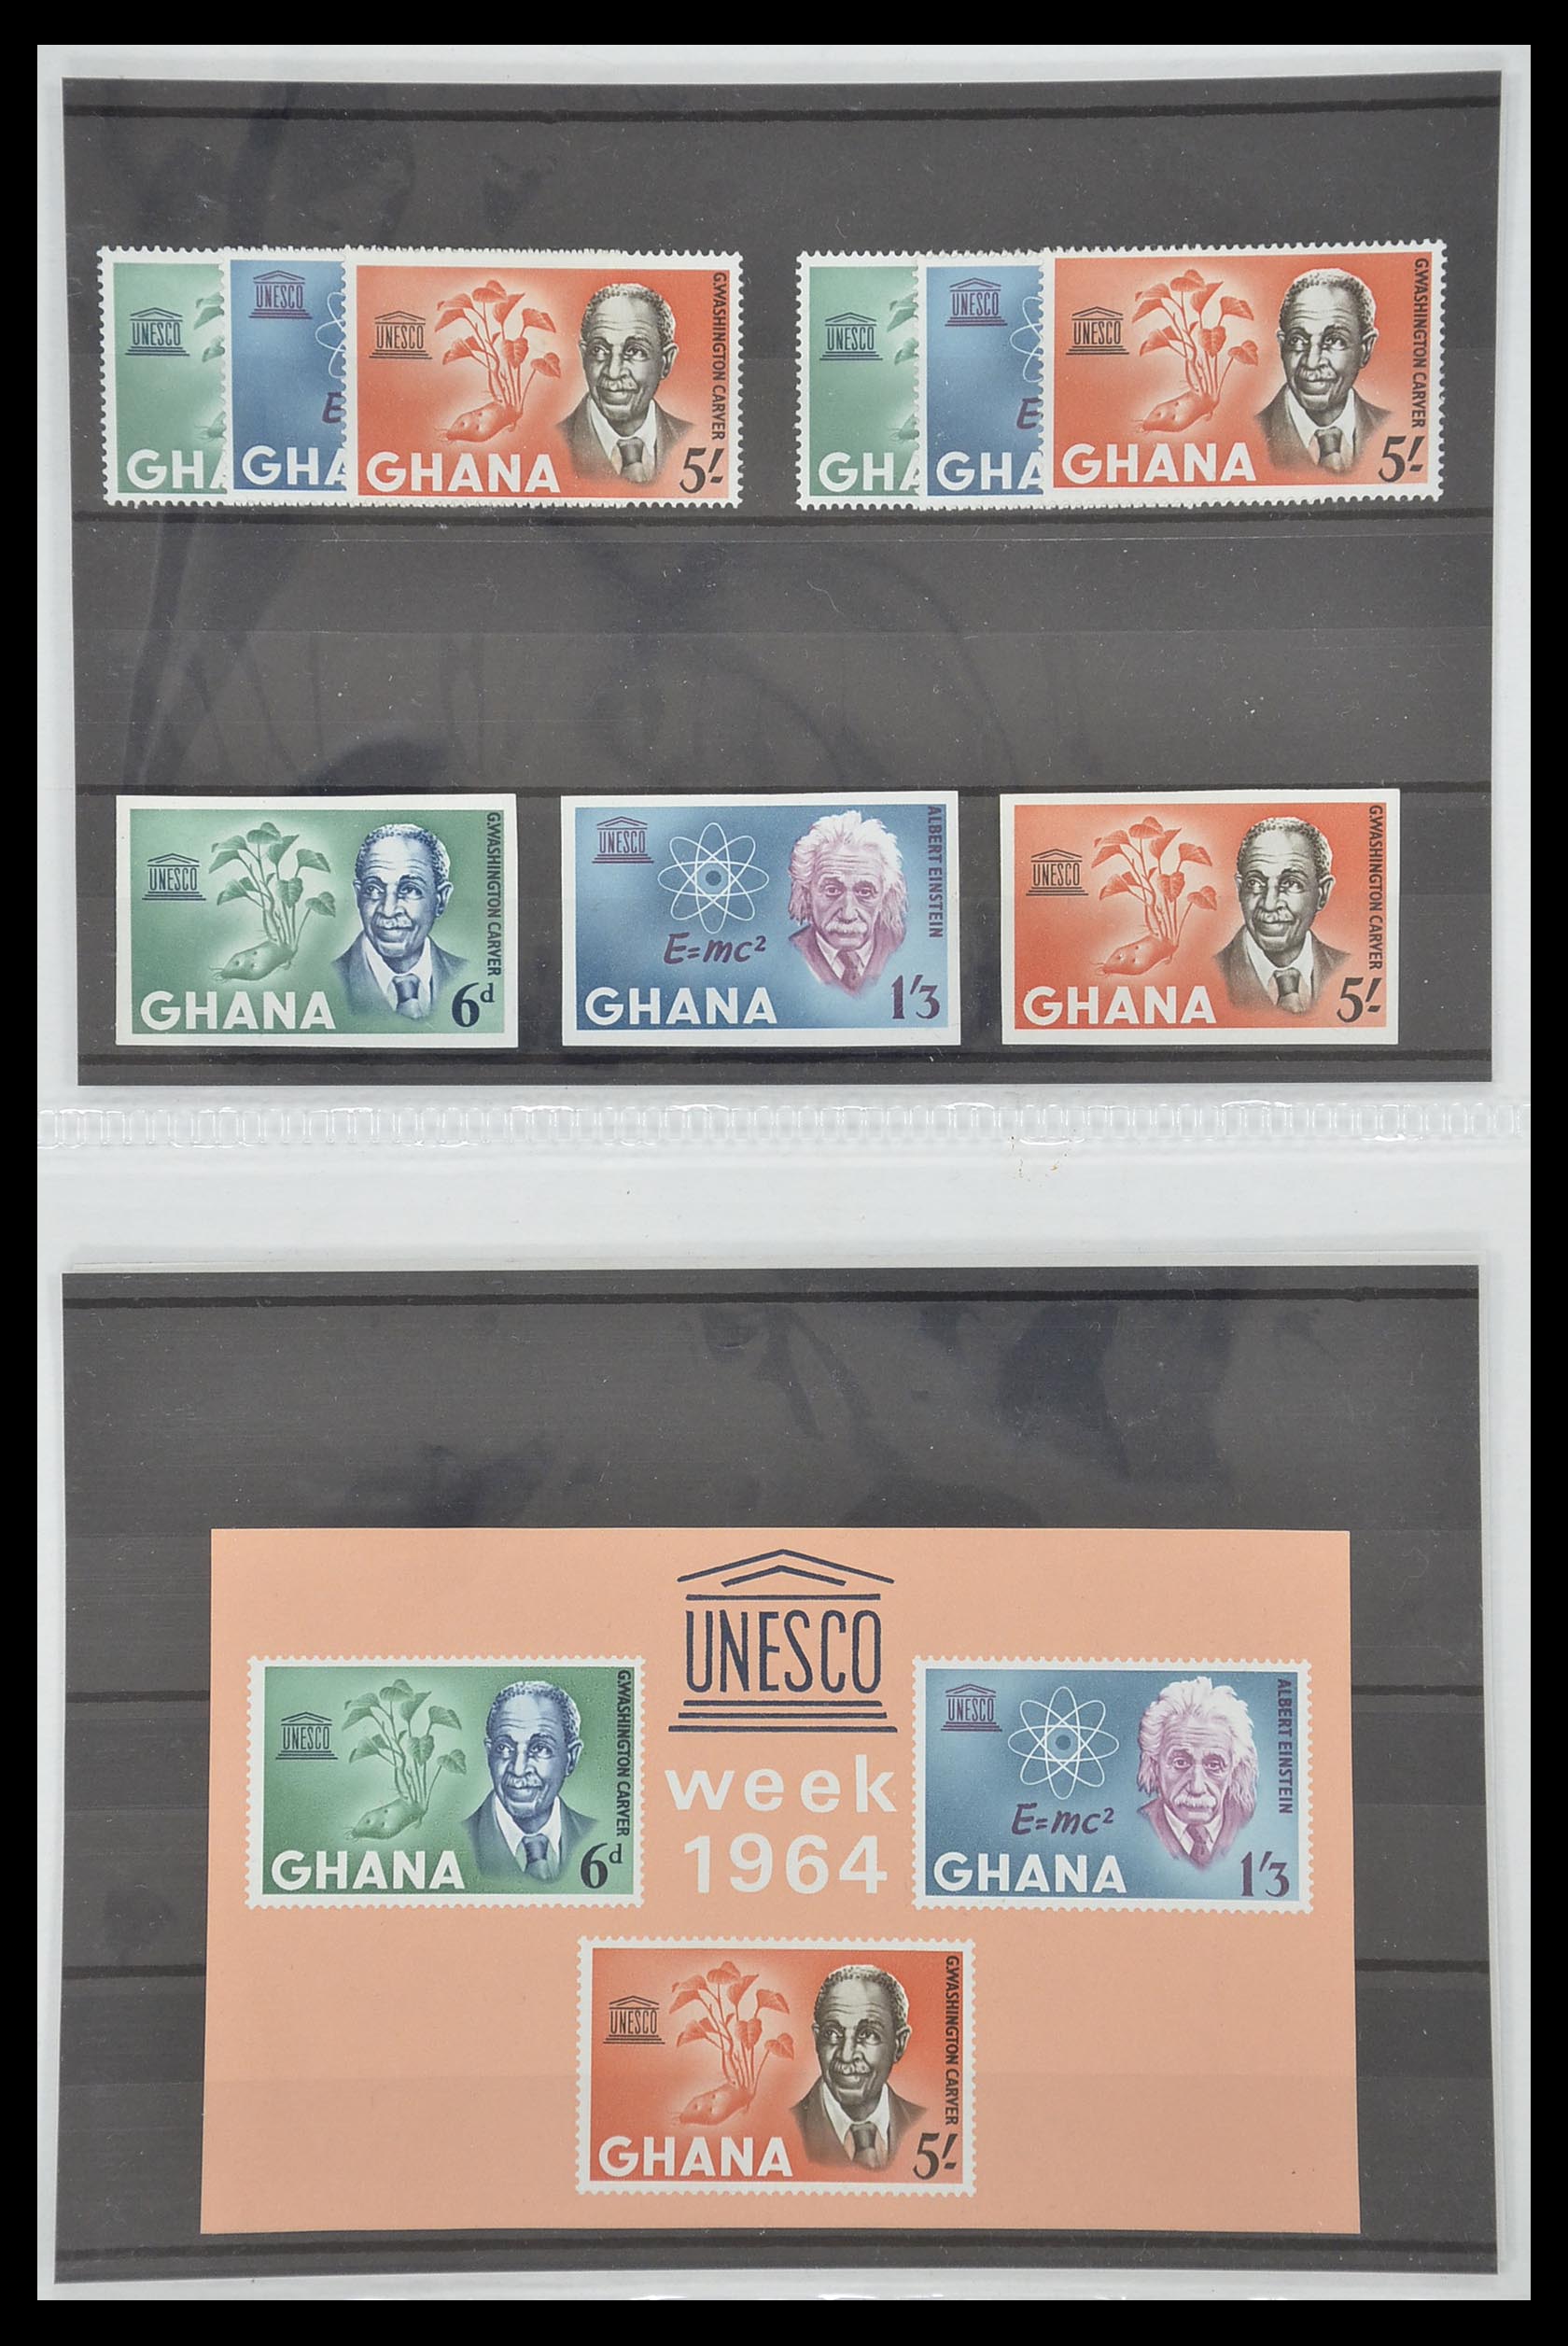 UNESCO
GHA
UNESCO
E
GHA
UNESCO
G.WASHINGTON CARVER
GHANA 5/-
UNESCO
GHA
UNESCO
E
GHA
UNESCO
G.WASHINGTON CARVER
GHANA 5/-
UNESCO
G.WASHINGTON CARVER
GHANA 6d
UNESCO
ALBERT EINSTEIN
E=mc²
GHANA 1/3
UNESCO
G.WASHINGTON CARVER
GHANA 5/-
UNESCO
week
1964
UNESCO
G.WASHINGTON CARVER
GHANA 6d
UNESCO
ALBERT EINSTEIN
E=mc²
GHANA 1/3
UNESCO
G.WASHINGTON CARVER
GHANA 5/-